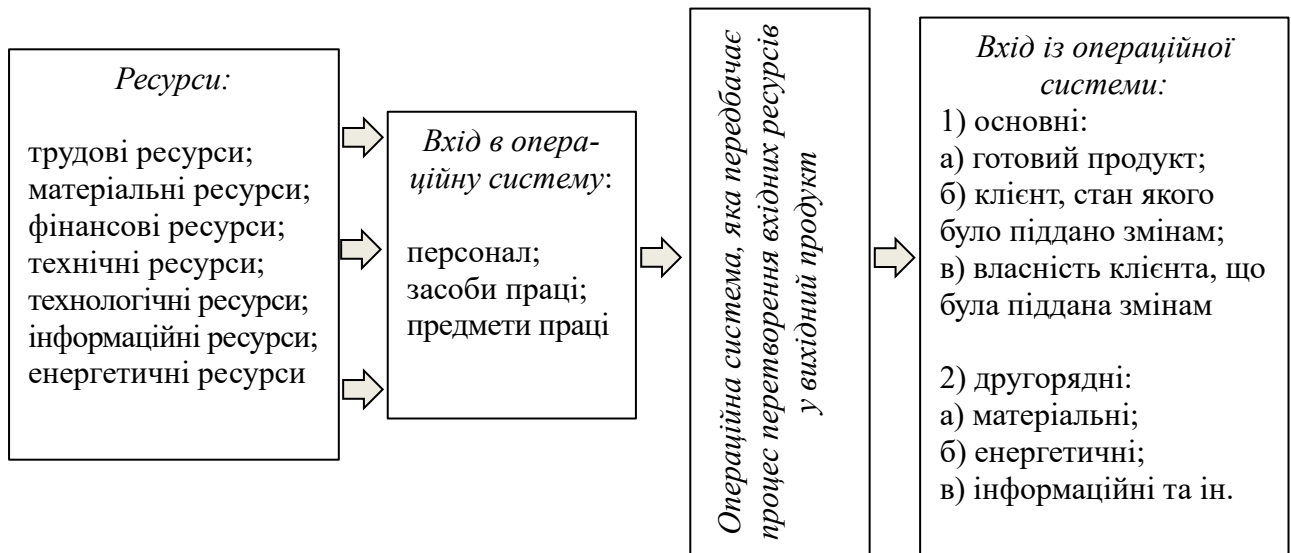 Ресурси:
трудові ресурси;
матеріальні ресурси;
фінансові ресурси;
технічні ресурси;
технологічні ресурси;
інформаційні ресурси;
енергетичні ресурси
Вхід в опера-
ційну систему:
персонал;
засоби праці;
предмети праці
Операційна система, яка передбачає
процес перетворення вхідних ресурсів
у вихідний продукт
Вхід із операційної
системи:
1) основні:
а) готовий продукт;
б) клієнт, стан якого
було піддано змінам;
в) власність клієнта, що
була піддана змінам
2) другорядні:
а) матеріальні;
б) енергетичні;
в) інформаційні та ін.